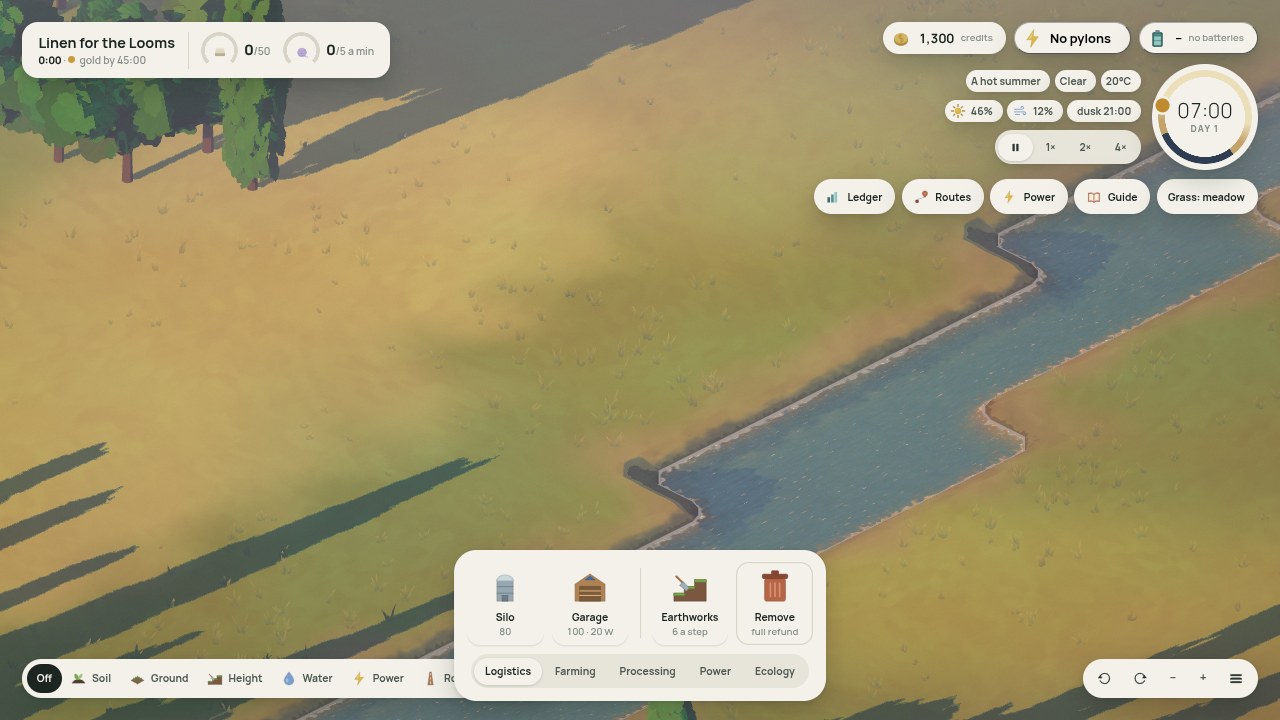 Linen for the Looms
0:00 · gold by 45:00
0/50
0/5 a min
1,300 credits
No pylons
– no batteries
A hot summer
Clear
20°C
46%
12%
dusk 21:00
07:00
DAY 1
1×
2×
4×
Ledger
Routes
Power
Guide
Grass: meadow
Silo
80
Garage
100 · 20 W
Earthworks
6 a step
Remove
full refund
Logistics
Farming
Processing
Power
Ecology
Off
Soil
Ground
Height
Water
Power